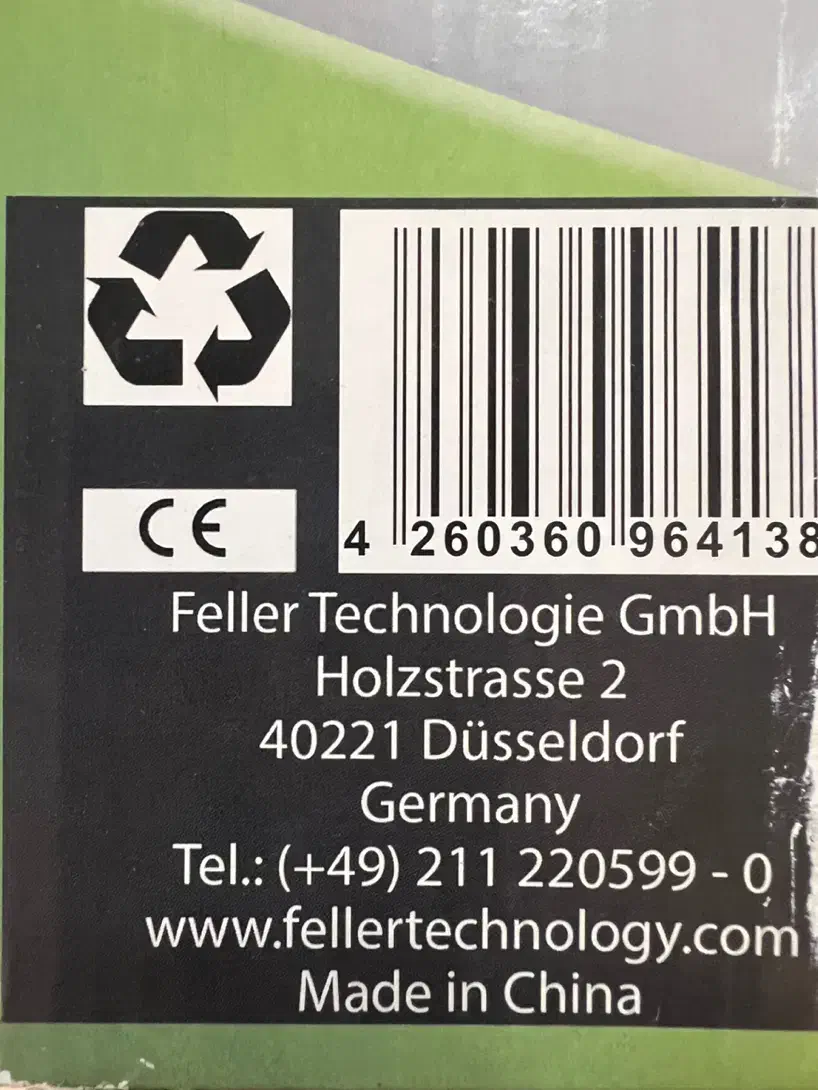 CE
4 260360 964138
Feller Technologie GmbH
Holzstrasse 2
40221 Düsseldorf
Germany
Tel.: (+49) 211 220599 - 0
www.fellertechnology.com
Made in China